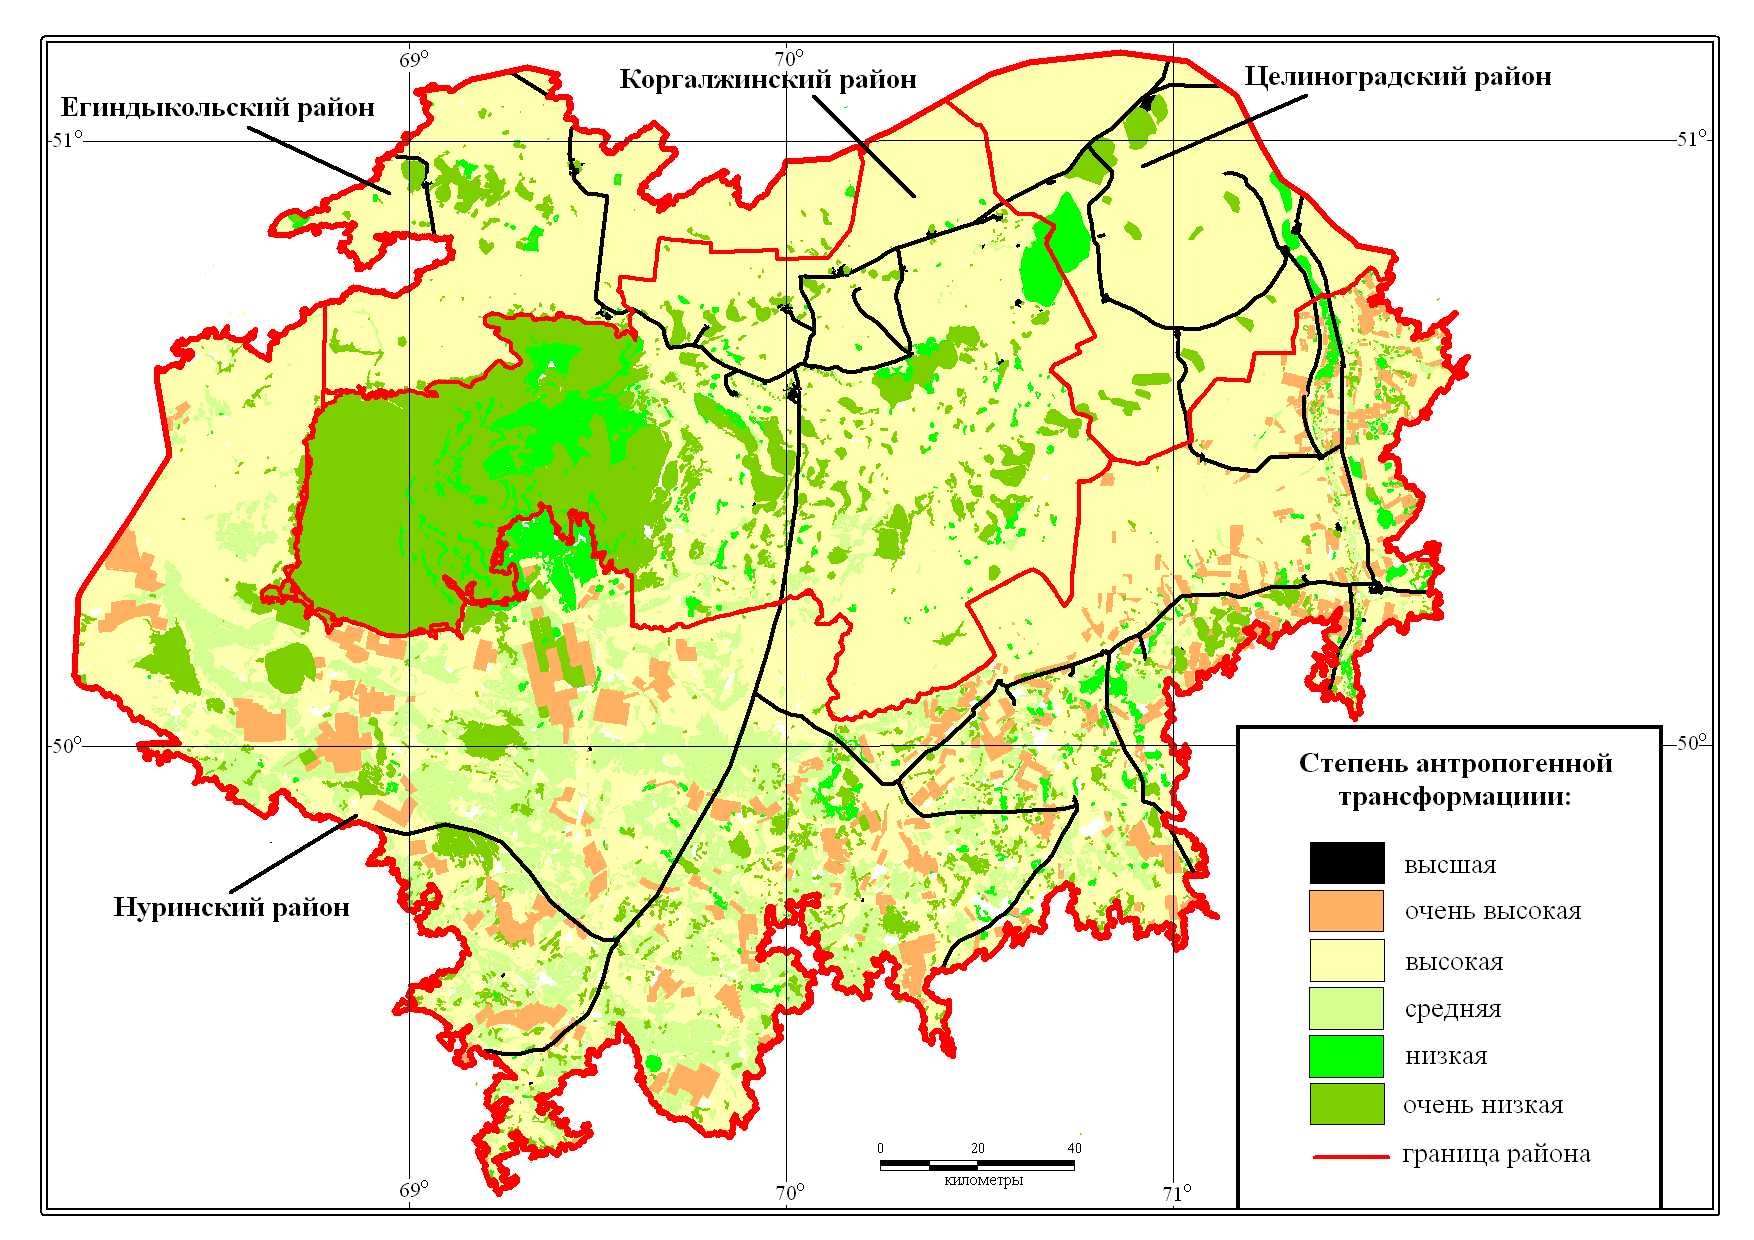 69°
70°
Коргалжинский район
Целиноградский район
Егиндыкольский район
51°
51°
50°
50°
Нуринский район
Степень антропогенной
трансформациии:
высшая
очень высокая
высокая
средняя
низкая
очень низкая
граница района
0 20 40
километры
69°
70°
71°